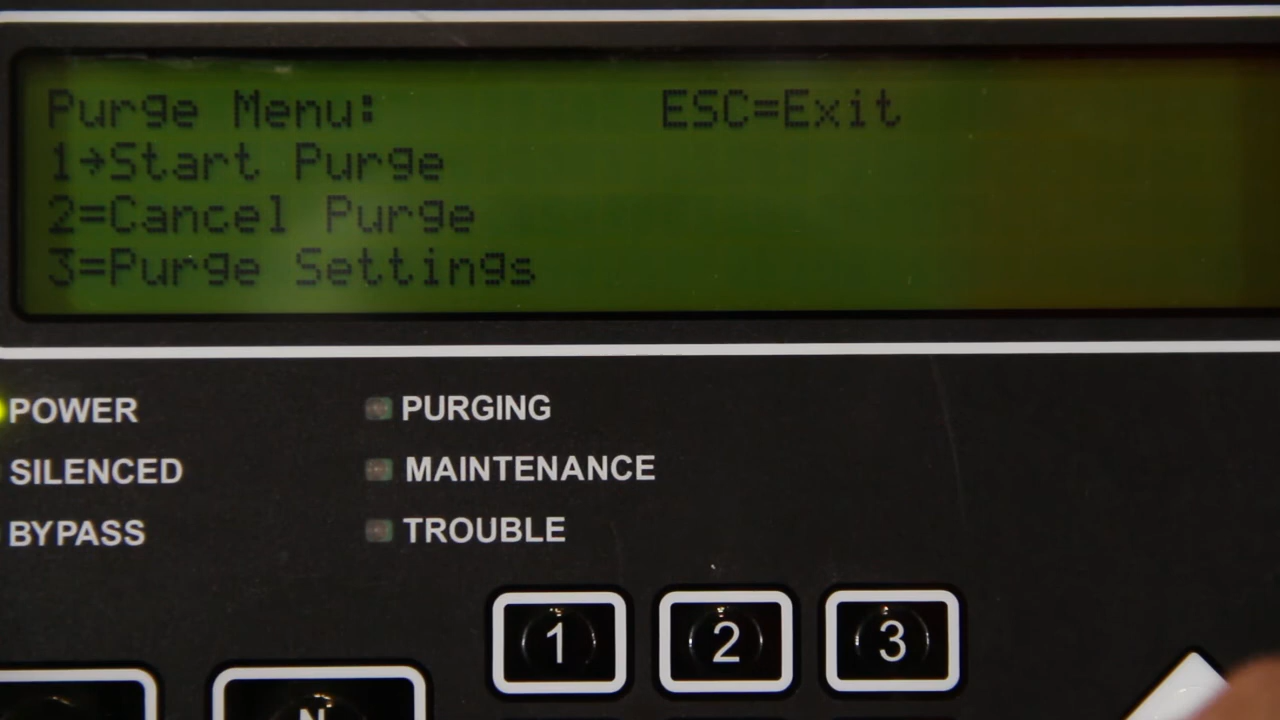 Purge Menu: ESC=Exit
1→Start Purge
2=Cancel Purge
3=Purge Settings
POWER PURGING
SILENCED MAINTENANCE
BYPASS TROUBLE
1 2 3